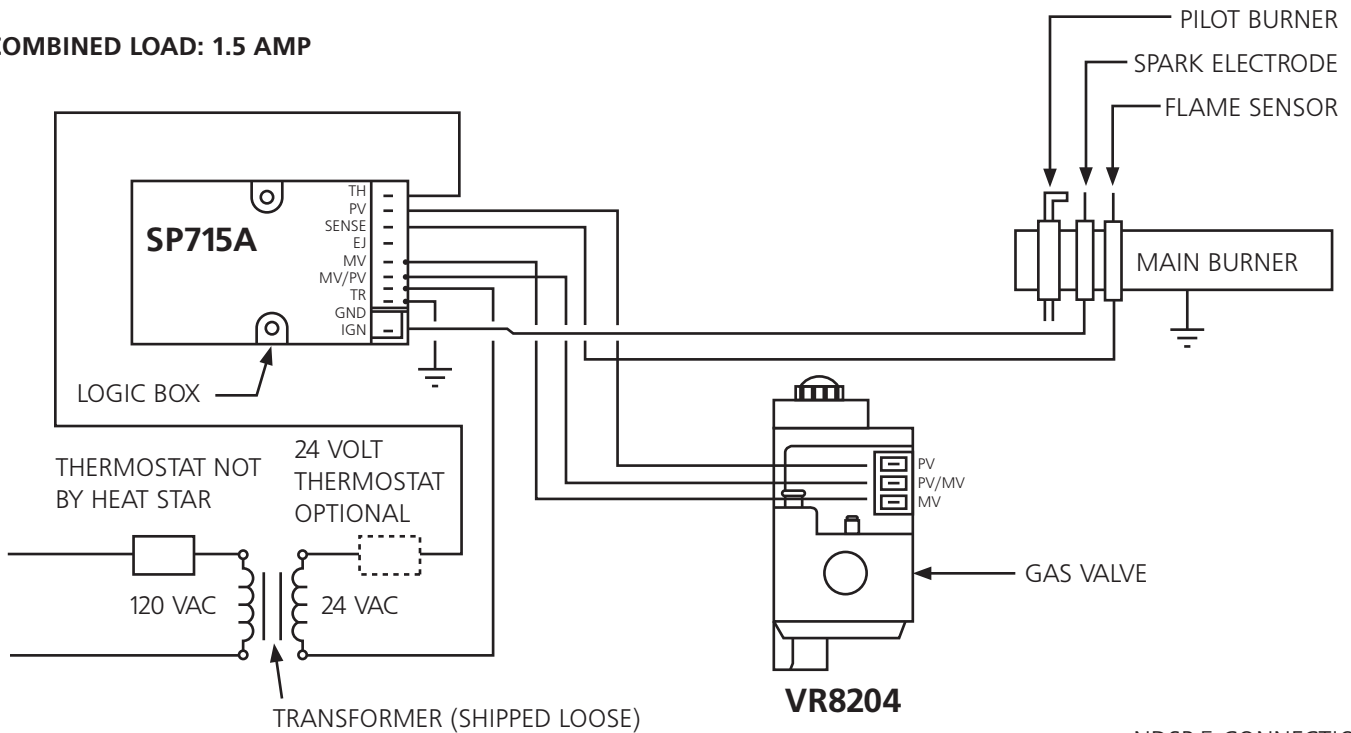 PILOT BURNER
COMBINED LOAD: 1.5 AMP
SPARK ELECTRODE
FLAME SENSOR
SP715A
TH
PV
SENSE
EJ
MV
MV/PV
TR
GND
IGN
MAIN BURNER
LOGIC BOX
THERMOSTAT NOT
BY HEAT STAR
24 VOLT
THERMOSTAT
OPTIONAL
PV
PV/MV
MV
GAS VALVE
120 VAC
24 VAC
VR8204
TRANSFORMER (SHIPPED LOOSE)